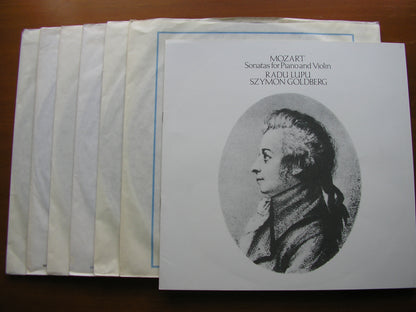 MOZART
Sonatas for Piano and Violin
RADU LUPU
SZYMON GOLDBERG